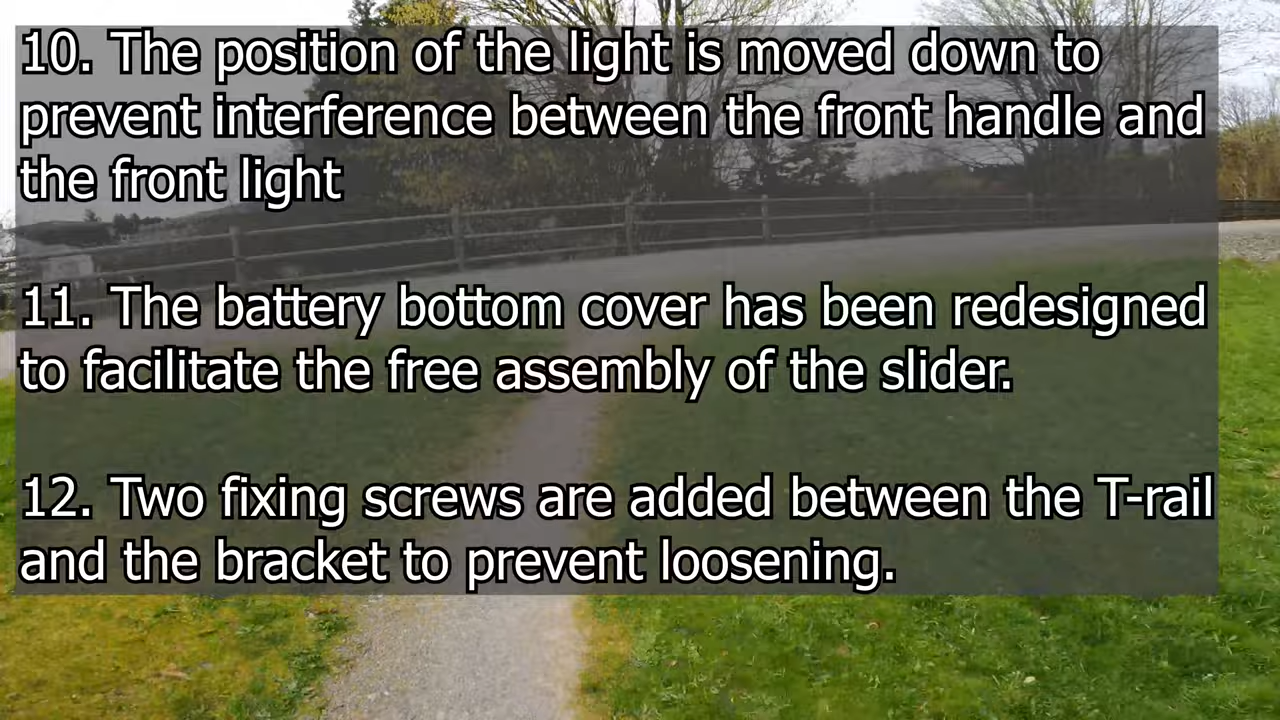 10. The position of the light is moved down to
prevent interference between the front handle and
the front light
11. The battery bottom cover has been redesigned
to facilitate the free assembly of the slider.
12. Two fixing screws are added between the T-rail
and the bracket to prevent loosening.